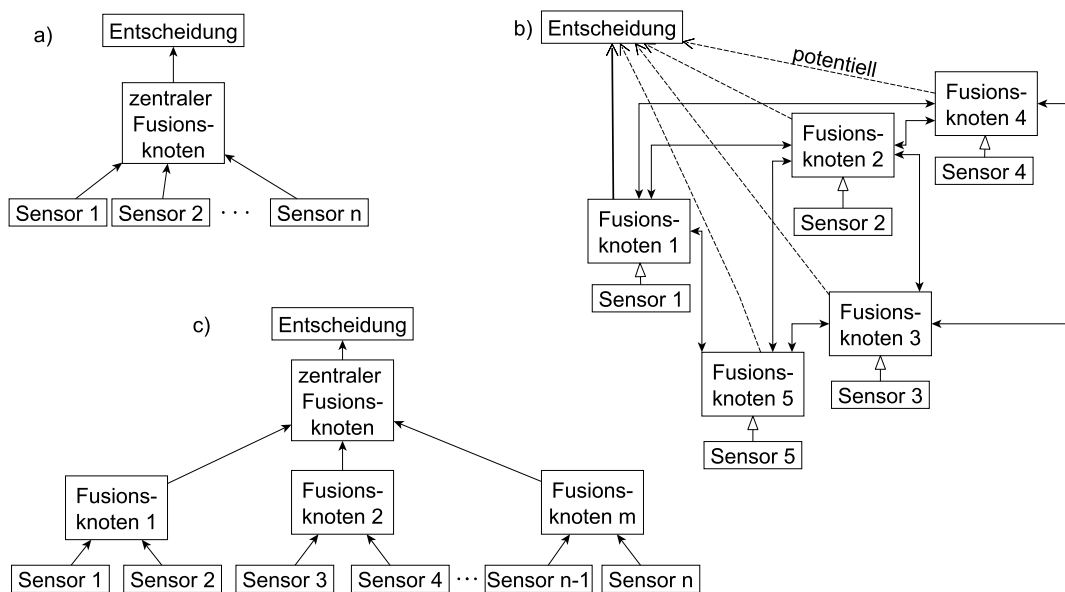 a)
Entscheidung
zentraler
Fusions-
knoten
Sensor 1
Sensor 2
· · ·
Sensor n
b)
Entscheidung
potentiell
Fusions-
knoten 4
Sensor 4
Fusions-
knoten 2
Sensor 2
Fusions-
knoten 1
Sensor 1
Fusions-
knoten 3
Sensor 3
Fusions-
knoten 5
Sensor 5
c)
Entscheidung
zentraler
Fusions-
knoten
Fusions-
knoten 1
Fusions-
knoten 2
Fusions-
knoten m
Sensor 1
Sensor 2
Sensor 3
Sensor 4
···
Sensor n-1
Sensor n